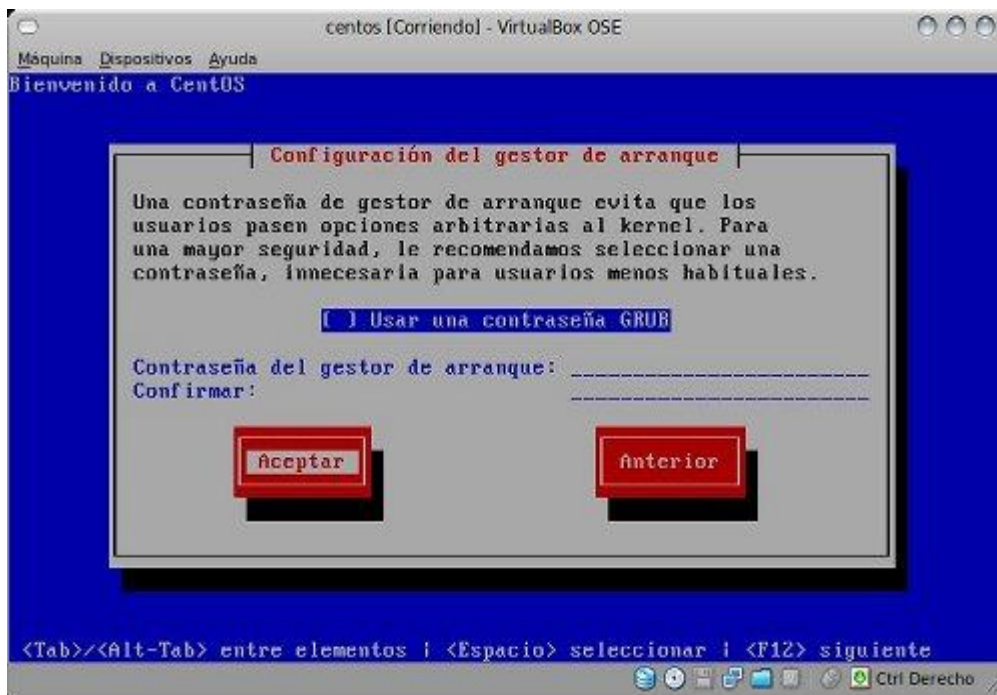 centos [Corriendo] - VirtualBox OSE
Máquina Dispositivos Ayuda
Bienvenido a CentOS
Configuración del gestor de arranque
Una contraseña de gestor de arranque evita que los
usuarios pasen opciones arbitrarias al kernel. Para
una mayor seguridad, le recomendamos seleccionar una
contraseña, innecesaria para usuarios menos habituales.
[ ] Usar una contraseña GRUB
Contraseña del gestor de arranque: _________________________
Confirmar: _________________________
Aceptar Anterior
<Tab>/<Alt-Tab> entre elementos | <Espacio> seleccionar | <F12> siguiente
Ctrl Derecho